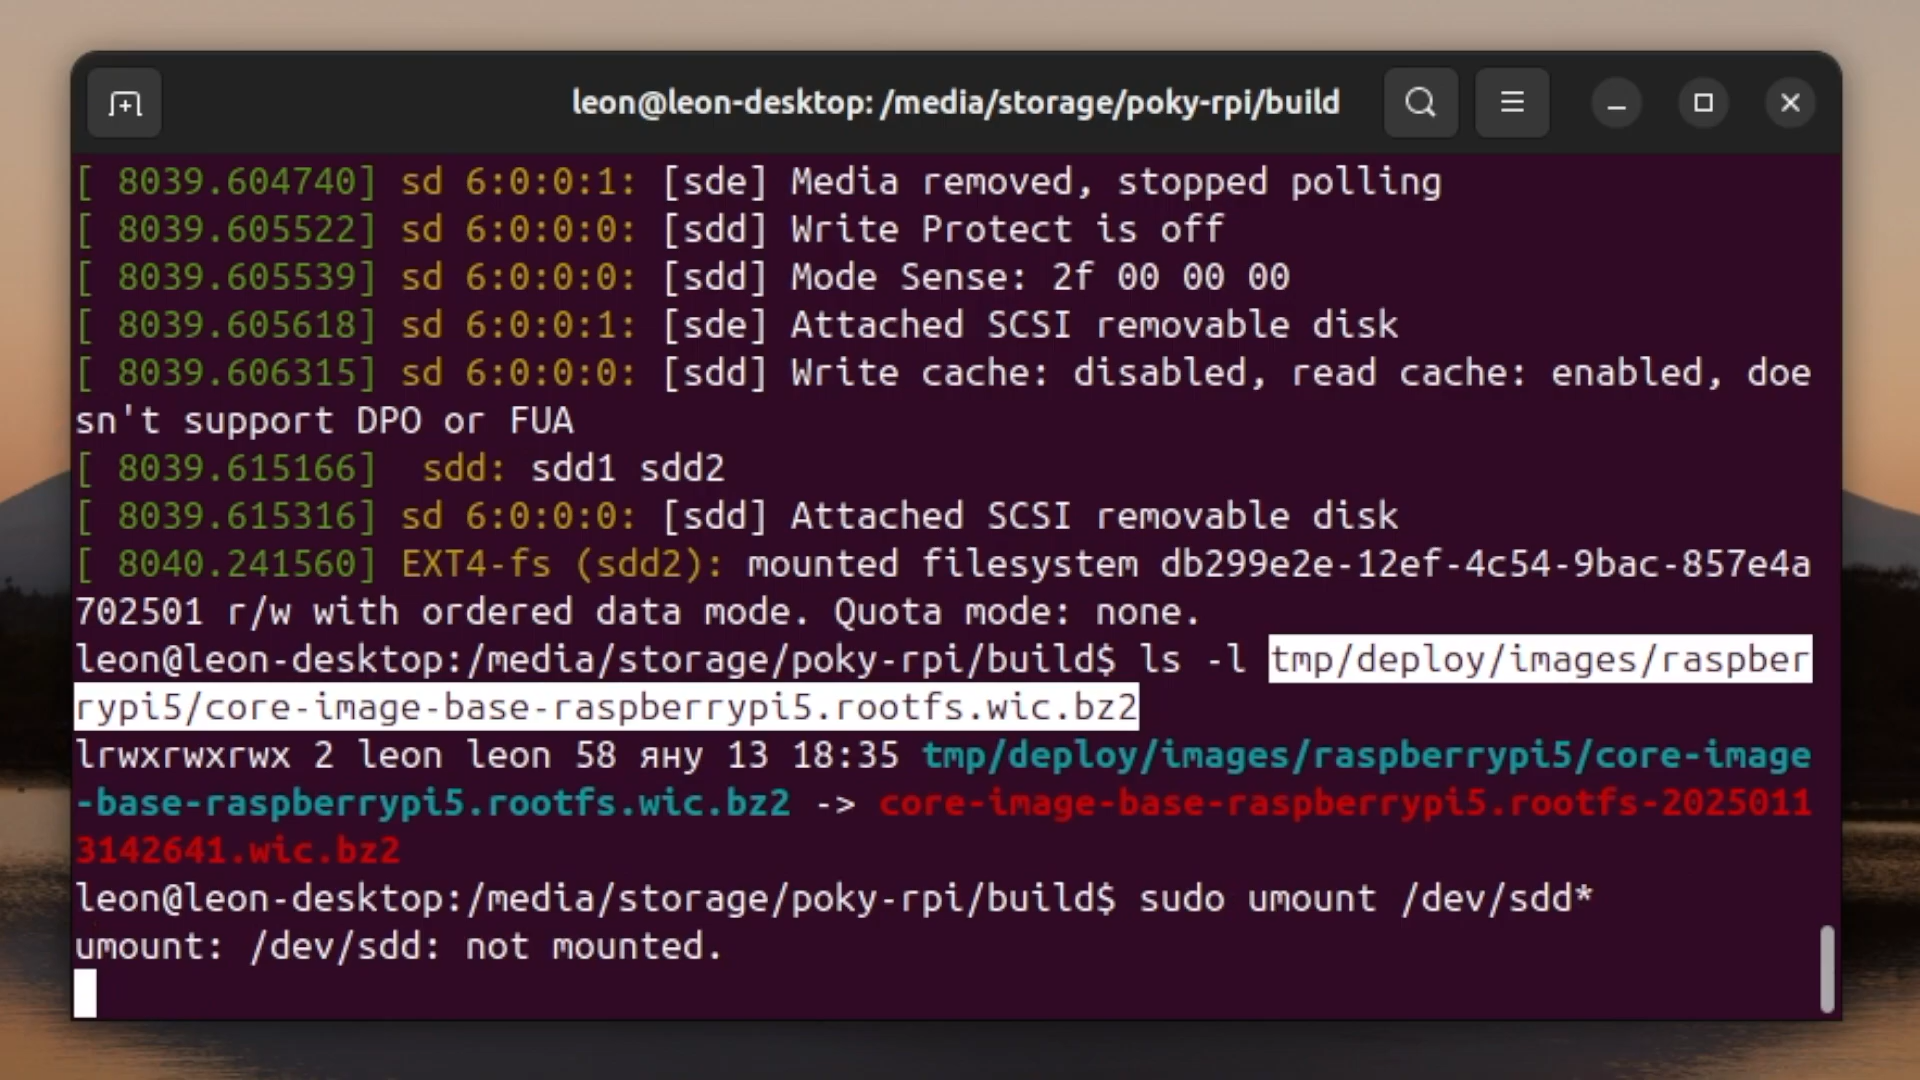 leon@leon-desktop: /media/storage/poky-rpi/build
[ 8039.604740] sd 6:0:0:1: [sde] Media removed, stopped polling
[ 8039.605522] sd 6:0:0:0: [sdd] Write Protect is off
[ 8039.605539] sd 6:0:0:0: [sdd] Mode Sense: 2f 00 00 00
[ 8039.605618] sd 6:0:0:1: [sde] Attached SCSI removable disk
[ 8039.606315] sd 6:0:0:0: [sdd] Write cache: disabled, read cache: enabled, doe
sn't support DPO or FUA
[ 8039.615166]  sdd: sdd1 sdd2
[ 8039.615316] sd 6:0:0:0: [sdd] Attached SCSI removable disk
[ 8040.241560] EXT4-fs (sdd2): mounted filesystem db299e2e-12ef-4c54-9bac-857e4a
702501 r/w with ordered data mode. Quota mode: none.
leon@leon-desktop:/media/storage/poky-rpi/build$ ls -l tmp/deploy/images/raspber
rypi5/core-image-base-raspberrypi5.rootfs.wic.bz2
lrwxrwxrwx 2 leon leon 58 яну 13 18:35 tmp/deploy/images/raspberrypi5/core-image
-base-raspberrypi5.rootfs.wic.bz2 -> core-image-base-raspberrypi5.rootfs-2025011
3142641.wic.bz2
leon@leon-desktop:/media/storage/poky-rpi/build$ sudo umount /dev/sdd*
umount: /dev/sdd: not mounted.